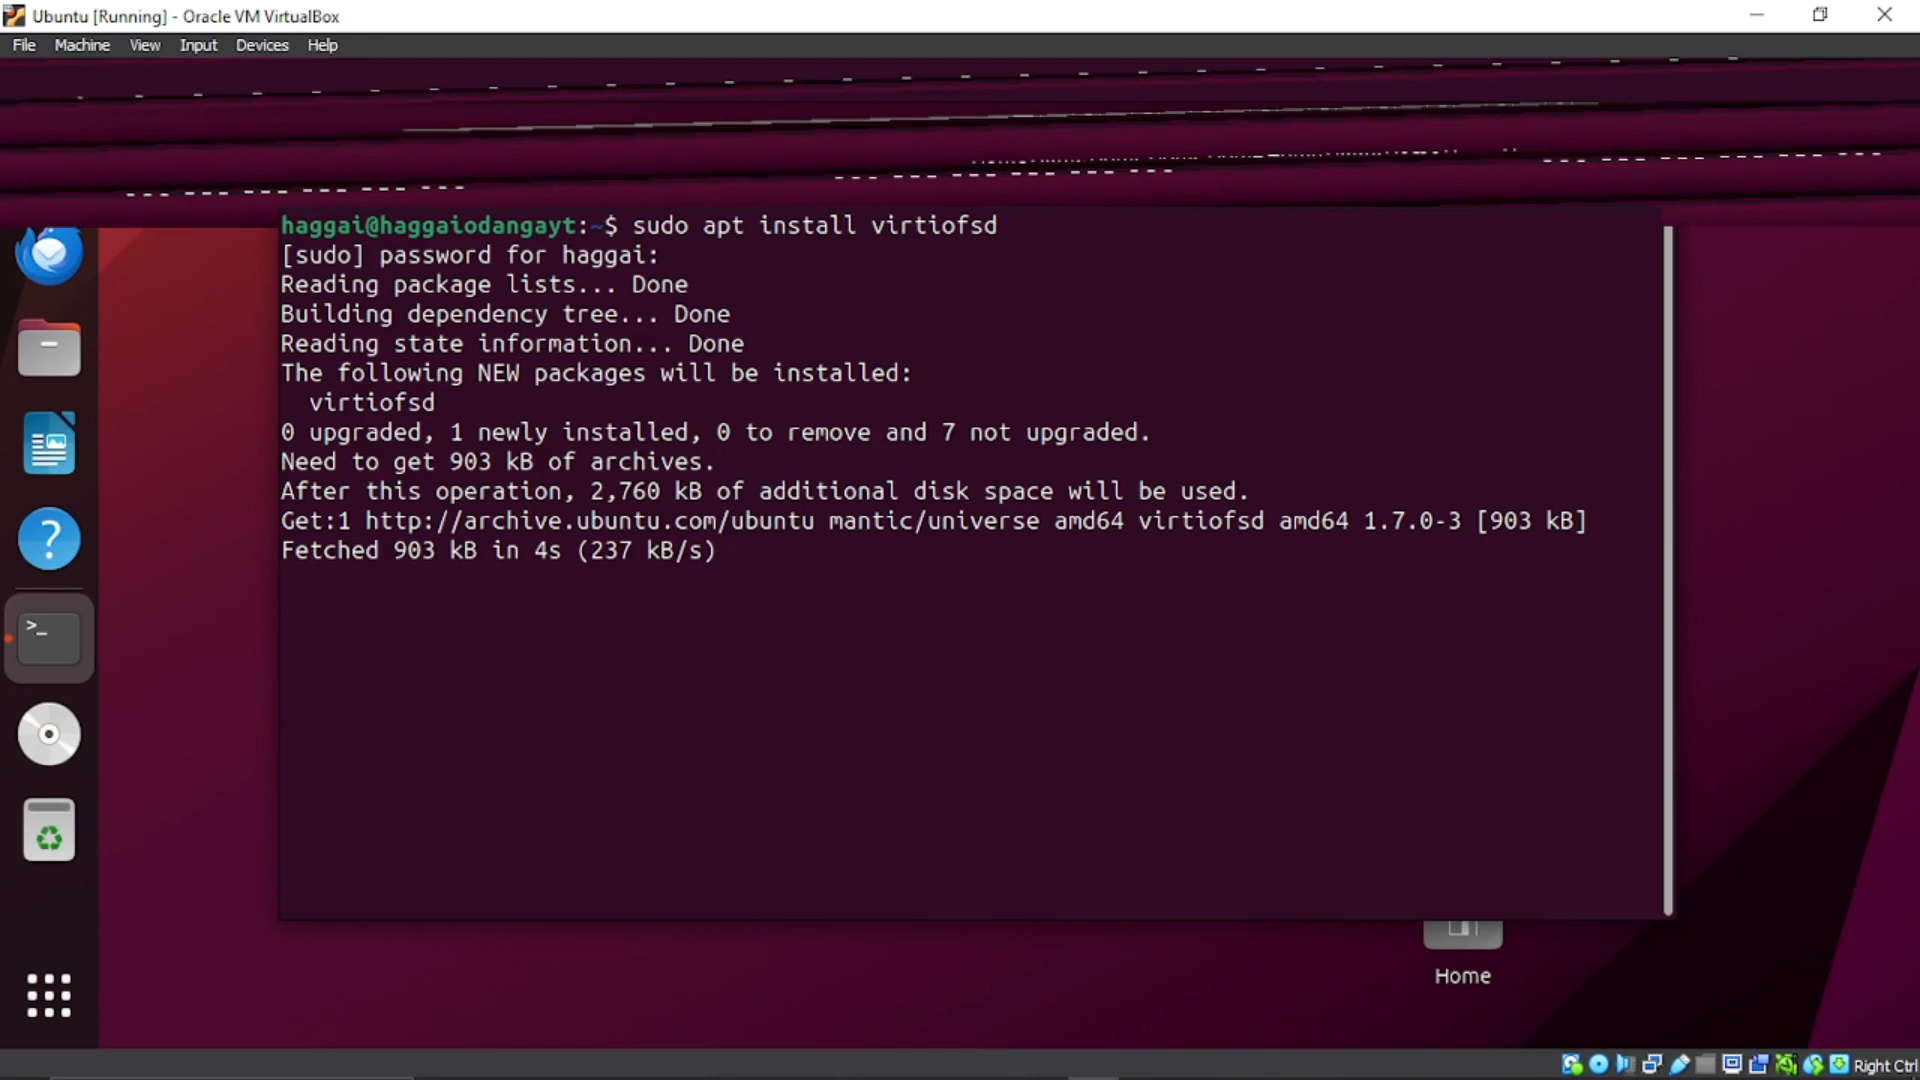 Ubuntu [Running] - Oracle VM VirtualBox
File Machine View Input Devices Help
haggai@haggaiodangayt:~$ sudo apt install virtiofsd
[sudo] password for haggai:
Reading package lists... Done
Building dependency tree... Done
Reading state information... Done
The following NEW packages will be installed:
virtiofsd
0 upgraded, 1 newly installed, 0 to remove and 7 not upgraded.
Need to get 903 kB of archives.
After this operation, 2,760 kB of additional disk space will be used.
Get:1 http://archive.ubuntu.com/ubuntu mantic/universe amd64 virtiofsd amd64 1.7.0-3 [903 kB]
Fetched 903 kB in 4s (237 kB/s)
>_
?
Home
Right Ctrl